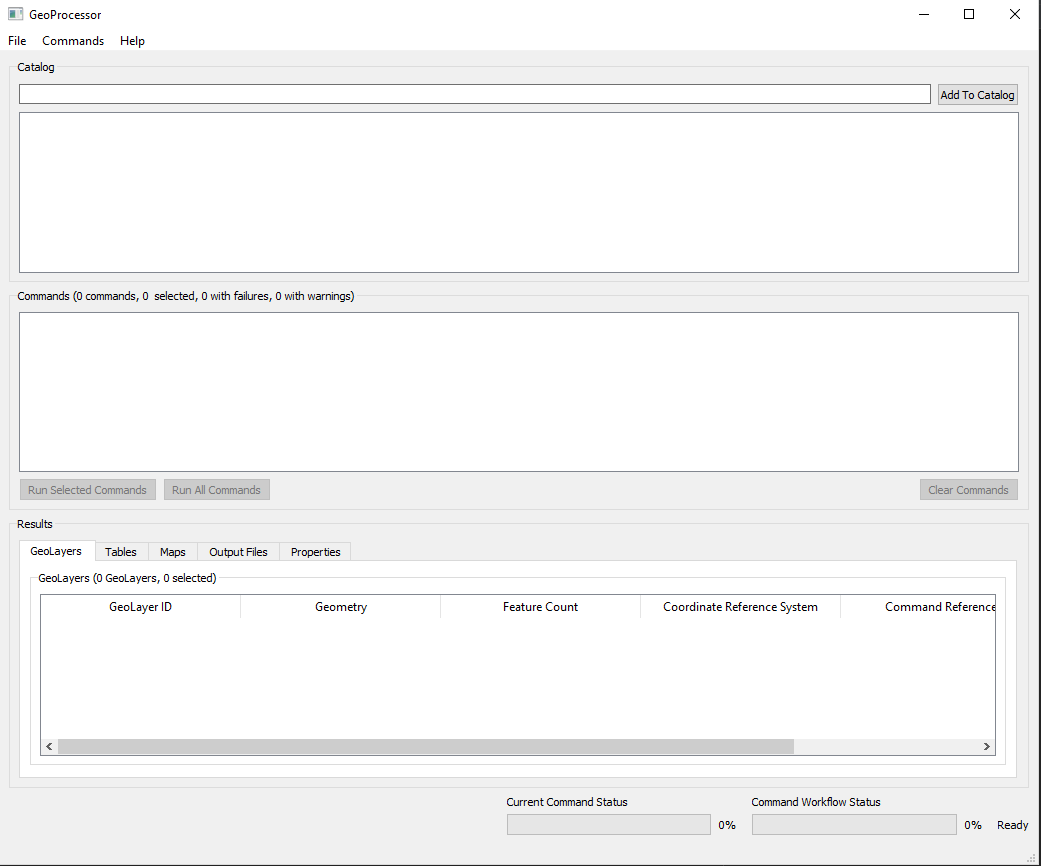 GeoProcessor
File Commands Help
Catalog
Add To Catalog
Commands (0 commands, 0 selected, 0 with failures, 0 with warnings)
Run Selected Commands Run All Commands Clear Commands
Results
GeoLayers Tables Maps Output Files Properties
GeoLayers (0 GeoLayers, 0 selected)
GeoLayer ID Geometry Feature Count Coordinate Reference System Command Reference
Current Command Status Command Workflow Status
0% 0% Ready